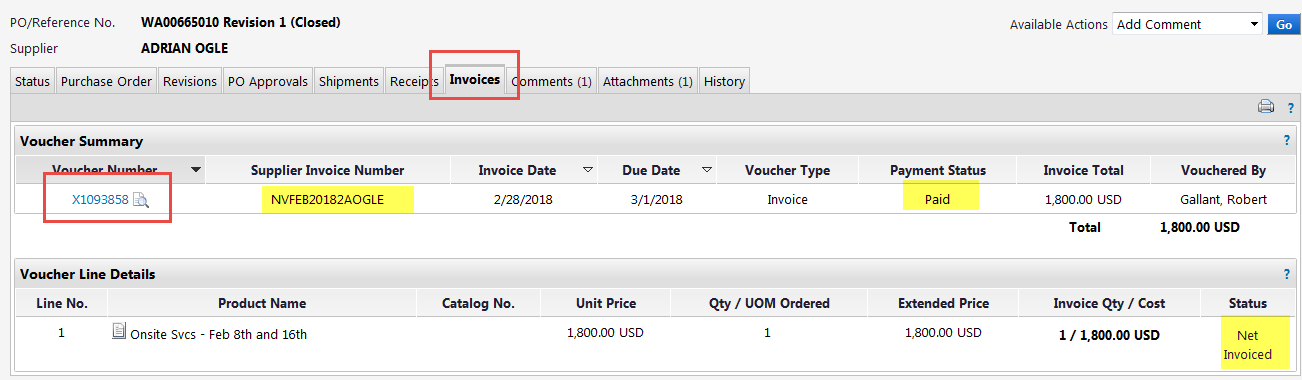 PO/Reference No. WA00665010 Revision 1 (Closed)
Available Actions Add Comment Go
Supplier ADRIAN OGLE
Status Purchase Order Revisions PO Approvals Shipments Receipts Invoices Comments (1) Attachments (1) History
?
Voucher Summary ?
Voucher Number Supplier Invoice Number Invoice Date Due Date Voucher Type Payment Status Invoice Total Vouchered By
X1093858 NVFEB20182AOGLE 2/28/2018 3/1/2018 Invoice Paid 1,800.00 USD Gallant, Robert
Total 1,800.00 USD
Voucher Line Details ?
Line No. Product Name Catalog No. Unit Price Qty / UOM Ordered Extended Price Invoice Qty / Cost Status
1 Onsite Svcs - Feb 8th and 16th 1,800.00 USD 1 1,800.00 USD 1 / 1,800.00 USD Net
Invoiced